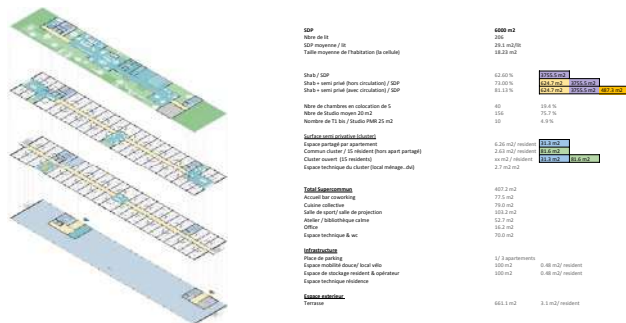 SDP 6000 m2
Nbre de lit 206
SDP moyenne / lit 29.1 m2/lit
Taille moyenne de l'habitation (la cellule) 18.23 m2
Shab / SDP 62.60 % 3755.5 m2
Shab + semi privé (hors circulation) / SDP 73.00 % 624.7 m2 3755.5 m2
Shab + semi privé (avec circulation) / SDP 81.13 % 624.7 m2 3755.5 m2 487.3 m2
Nbre de chambres en colocation de 5 40 19.4 %
Nbre de Studio moyen 20 m2 156 75.7 %
Nombre de T1 bis / Studio PMR 25 m2 10 4.9 %
Surface semi privative (cluster)
Espace partagé par apartement 6.26 m2/ resident 31.3 m2
Commun cluster / 15 résident (hors apart partagé) 2.63 m2/ resident 81.6 m2
Cluster ouvert (15 residents) xx m2 / résident 31.3 m2 81.6 m2
Espace technique du cluster (local ménage..dvi) 2.7 m2 m2
Total Supercommun 407.2 m2
Accueil bar coworking 77.5 m2
Cuisine collective 79.0 m2
Salle de sport/ salle de projection 103.2 m2
Atelier / bibliothèque calme 52.7 m2
Office 16.2 m2
Espace technique & wc 70.0 m2
Infrastructure
Place de parking 1/ 3 apartements
Espace mobilité douce/ local vélo 100 m2 0.48 m2/ resident
Espace de stockage resident & opérateur 100 m2 0.48 m2/ resident
Espace technique résidence
Espace exterieur
Terrasse 661.1 m2 3.1 m2/ resident